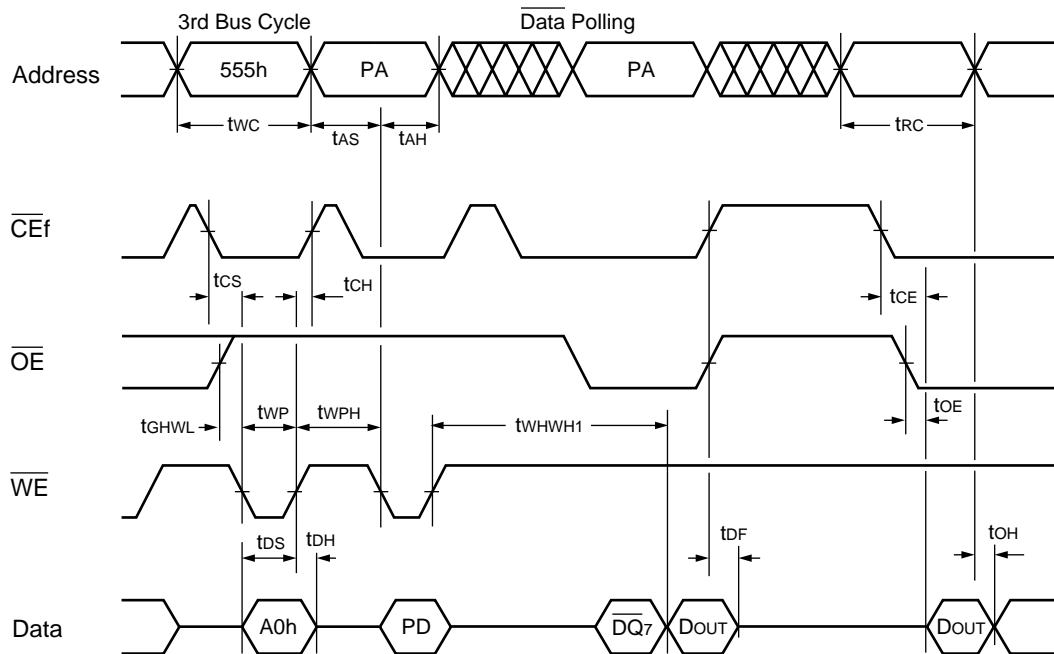 3rd Bus Cycle
Data Polling
Address
555h
PA
PA
tWC
tAS
tAH
tRC
CEf
tCS
tCH
tCE
OE
tGHWL
tWP
tWPH
tWHWH1
tOE
WE
tDS
tDH
tDF
tOH
Data
A0h
PD
DQ7
DOUT
DOUT